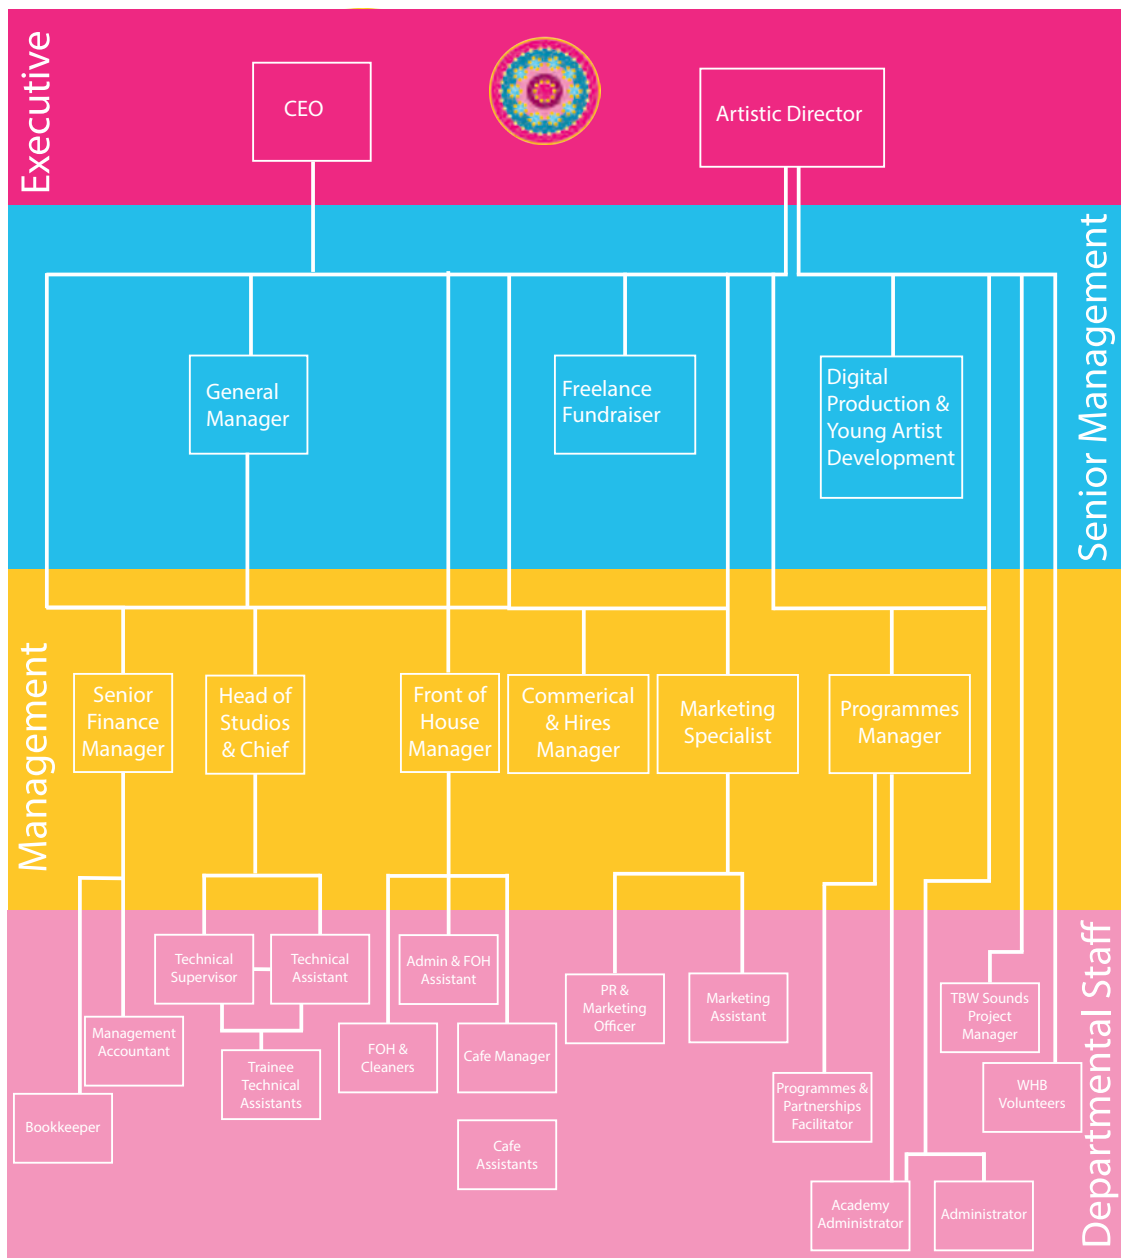 Executive
CEO
Artistic Director
Senior Management
General
Manager
Freelance
Fundraiser
Digital
Production &
Young Artist
Development
Management
Senior
Finance
Manager
Head of
Studios
& Chief
Front of
House
Manager
Commerical
& Hires
Manager
Marketing
Specialist
Programmes
Manager
Departmental Staff
Technical
Supervisor
Technical
Assistant
Admin & FOH
Assistant
PR &
Marketing
Officer
Marketing
Assistant
TBW Sounds
Project
Manager
Management
Accountant
Trainee
Technical
Assistants
FOH &
Cleaners
Cafe Manager
Programmes &
Partnerships
Facilitator
WHB
Volunteers
Bookkeeper
Cafe
Assistants
Academy
Administrator
Administrator